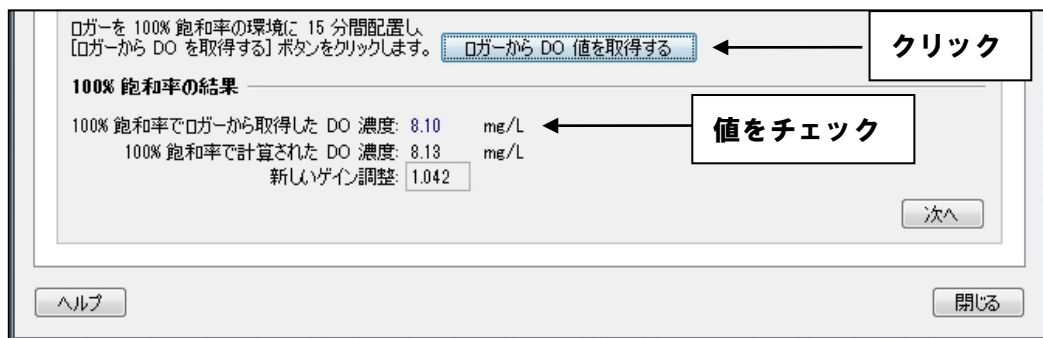 ロガーを 100% 飽和率の環境に 15 分間配置し、
[ロガーから DO を取得する] ボタンをクリックします。 ロガーから DO 値を取得する
クリック
100% 飽和率の結果
100% 飽和率でロガーから取得した DO 濃度: 8.10 mg/L
値をチェック
100% 飽和率で計算された DO 濃度: 8.13 mg/L
新しいゲイン調整: 1.042
次へ
ヘルプ 閉じる